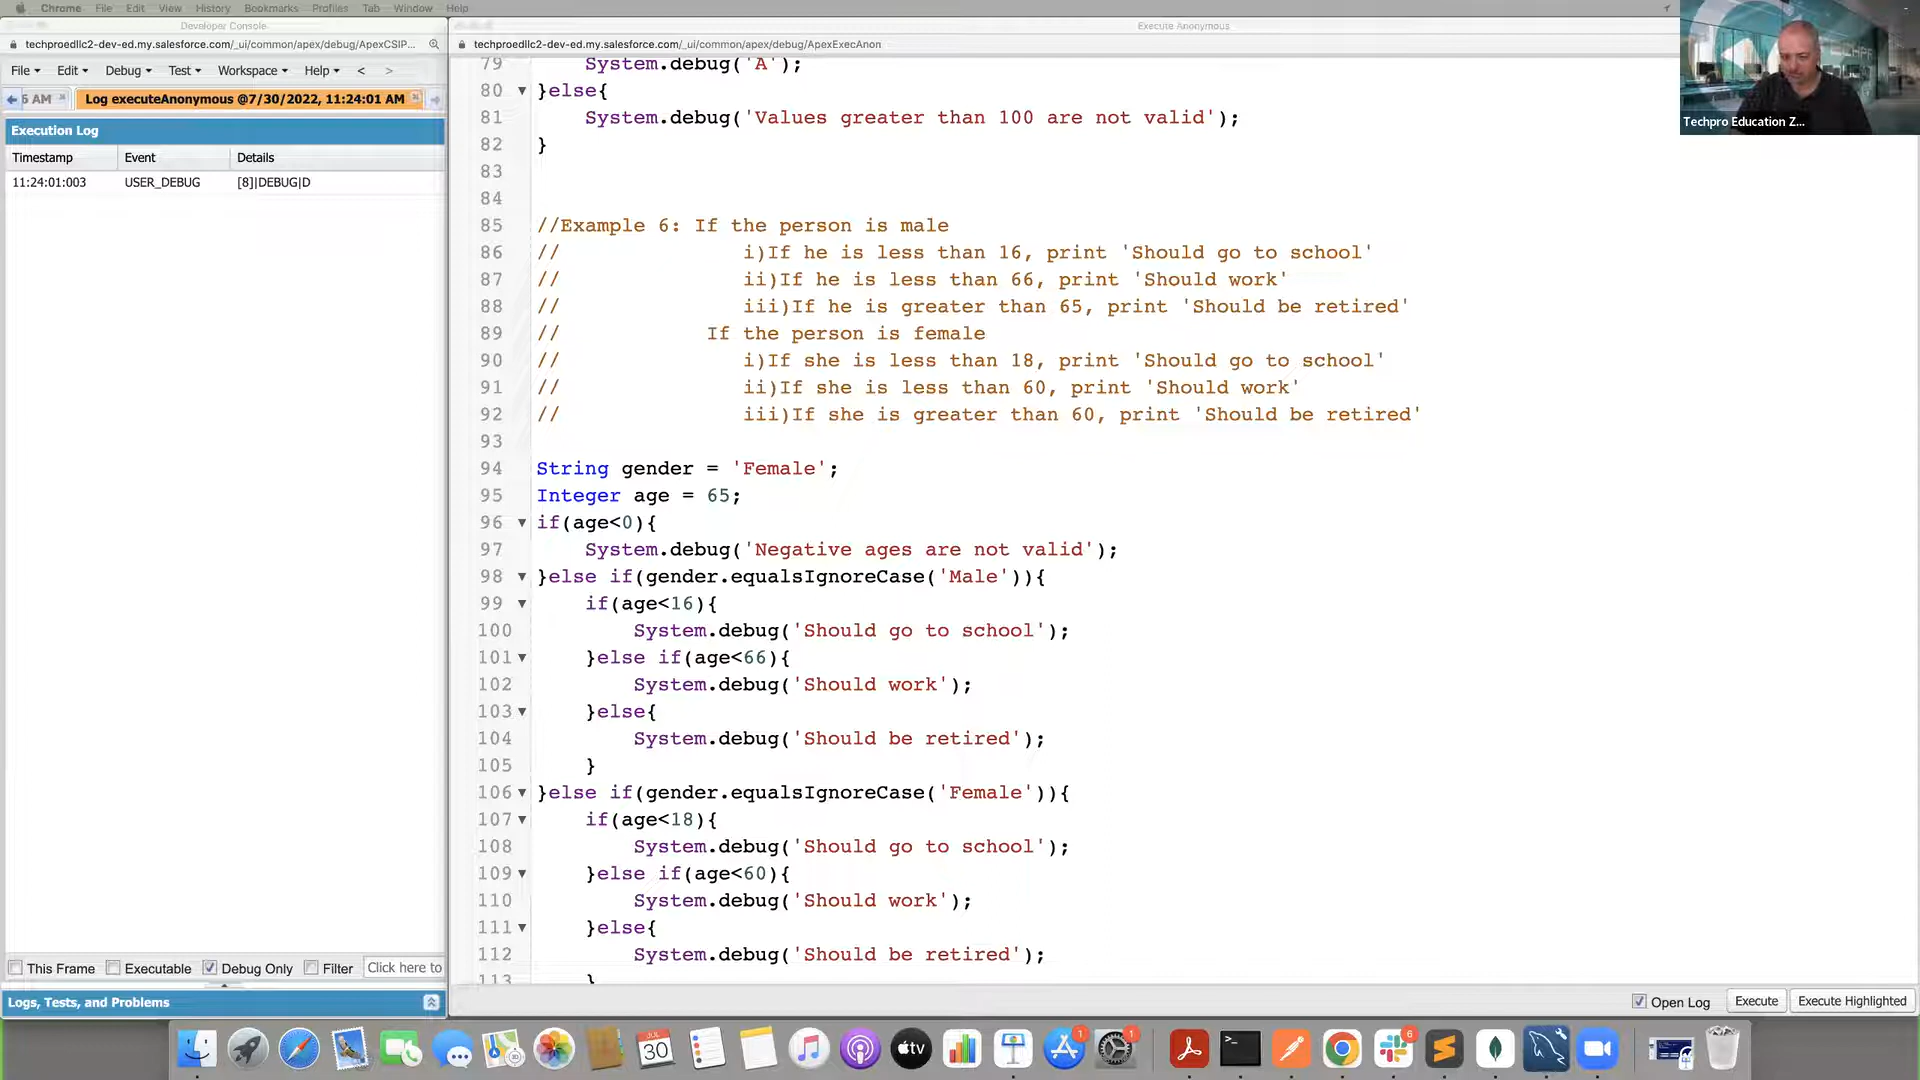 Chrome File Edit View History Bookmarks Profiles Tab Window Help
Developer Console
techproedllc2-dev-ed.my.salesforce.com/_ui/common/apex/debug/ApexCSIP...
File Edit Debug Test Workspace Help < >
5 AM
Log executeAnonymous @7/30/2022, 11:24:01 AM
Execution Log
Timestamp Event Details
11:24:01:003 USER_DEBUG [8]|DEBUG|D
This Frame Executable Debug Only Filter Click here to
Logs, Tests, and Problems
Execute Anonymous
techproedllc2-dev-ed.my.salesforce.com/_ui/common/apex/debug/ApexExecAnon
79 System.debug('A');
80 }else{
81 System.debug('Values greater than 100 are not valid');
82 }
83
84
85 //Example 6: If the person is male
86 // i)If he is less than 16, print 'Should go to school'
87 // ii)If he is less than 66, print 'Should work'
88 // iii)If he is greater than 65, print 'Should be retired'
89 // If the person is female
90 // i)If she is less than 18, print 'Should go to school'
91 // ii)If she is less than 60, print 'Should work'
92 // iii)If she is greater than 60, print 'Should be retired'
93
94 String gender = 'Female';
95 Integer age = 65;
96 if(age<0){
97 System.debug('Negative ages are not valid');
98 }else if(gender.equalsIgnoreCase('Male')){
99 if(age<16){
100 System.debug('Should go to school');
101 }else if(age<66){
102 System.debug('Should work');
103 }else{
104 System.debug('Should be retired');
105 }
106 }else if(gender.equalsIgnoreCase('Female')){
107 if(age<18){
108 System.debug('Should go to school');
109 }else if(age<60){
110 System.debug('Should work');
111 }else{
112 System.debug('Should be retired');
113 }
Open Log Execute Execute Highlighted
Techpro Education Z...
JUL
30
tv
1
1
6